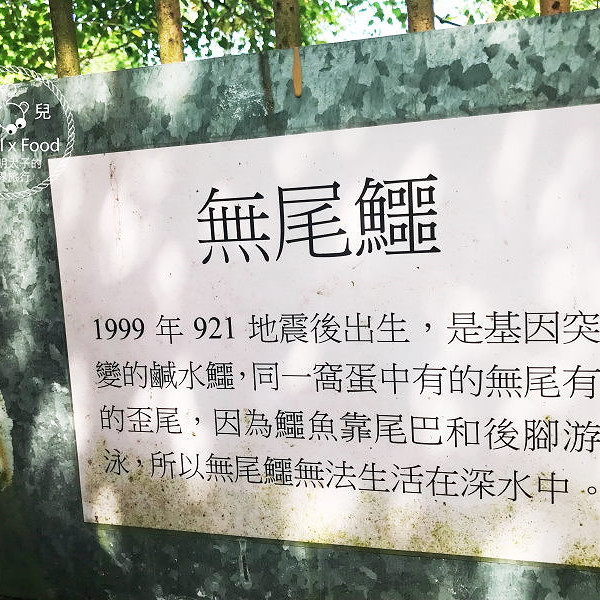 兒
x Food
無尾鱷
1999 年 921 地震後出生，是基因突
變的鹹水鱷，同一窩蛋中有的無尾有
的歪尾，因為鱷魚靠尾巴和後腳游
泳，所以無尾鱷無法生活在深水中。